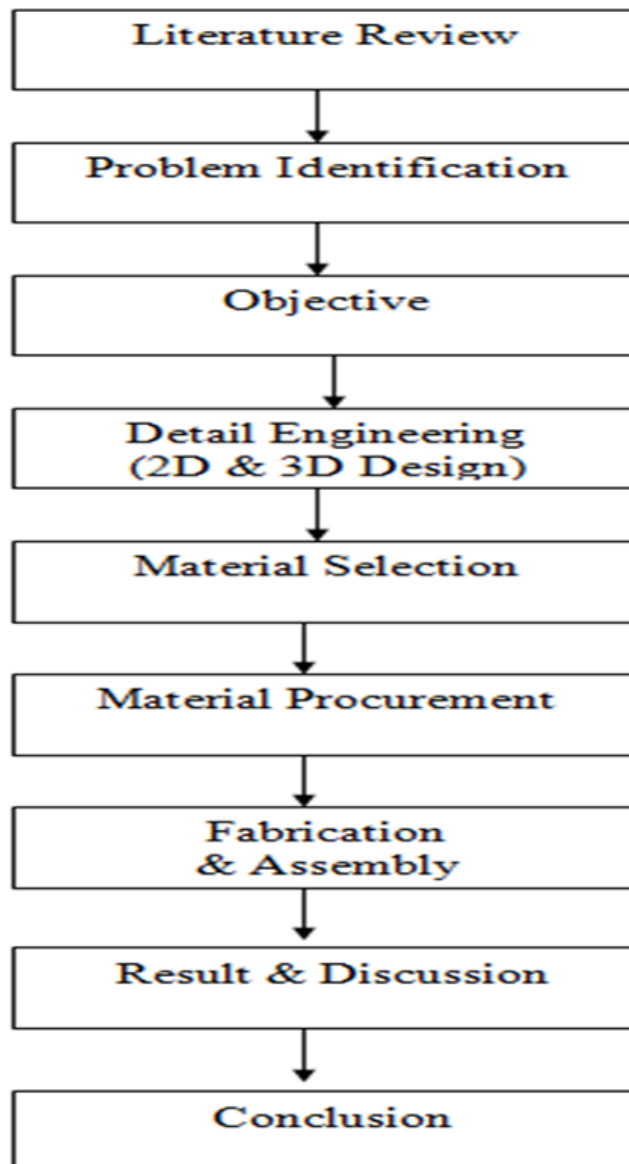 Literature Review
Problem Identification
Objective
Detail Engineering
(2D & 3D Design)
Material Selection
Material Procurement
Fabrication
& Assembly
Result & Discussion
Conclusion